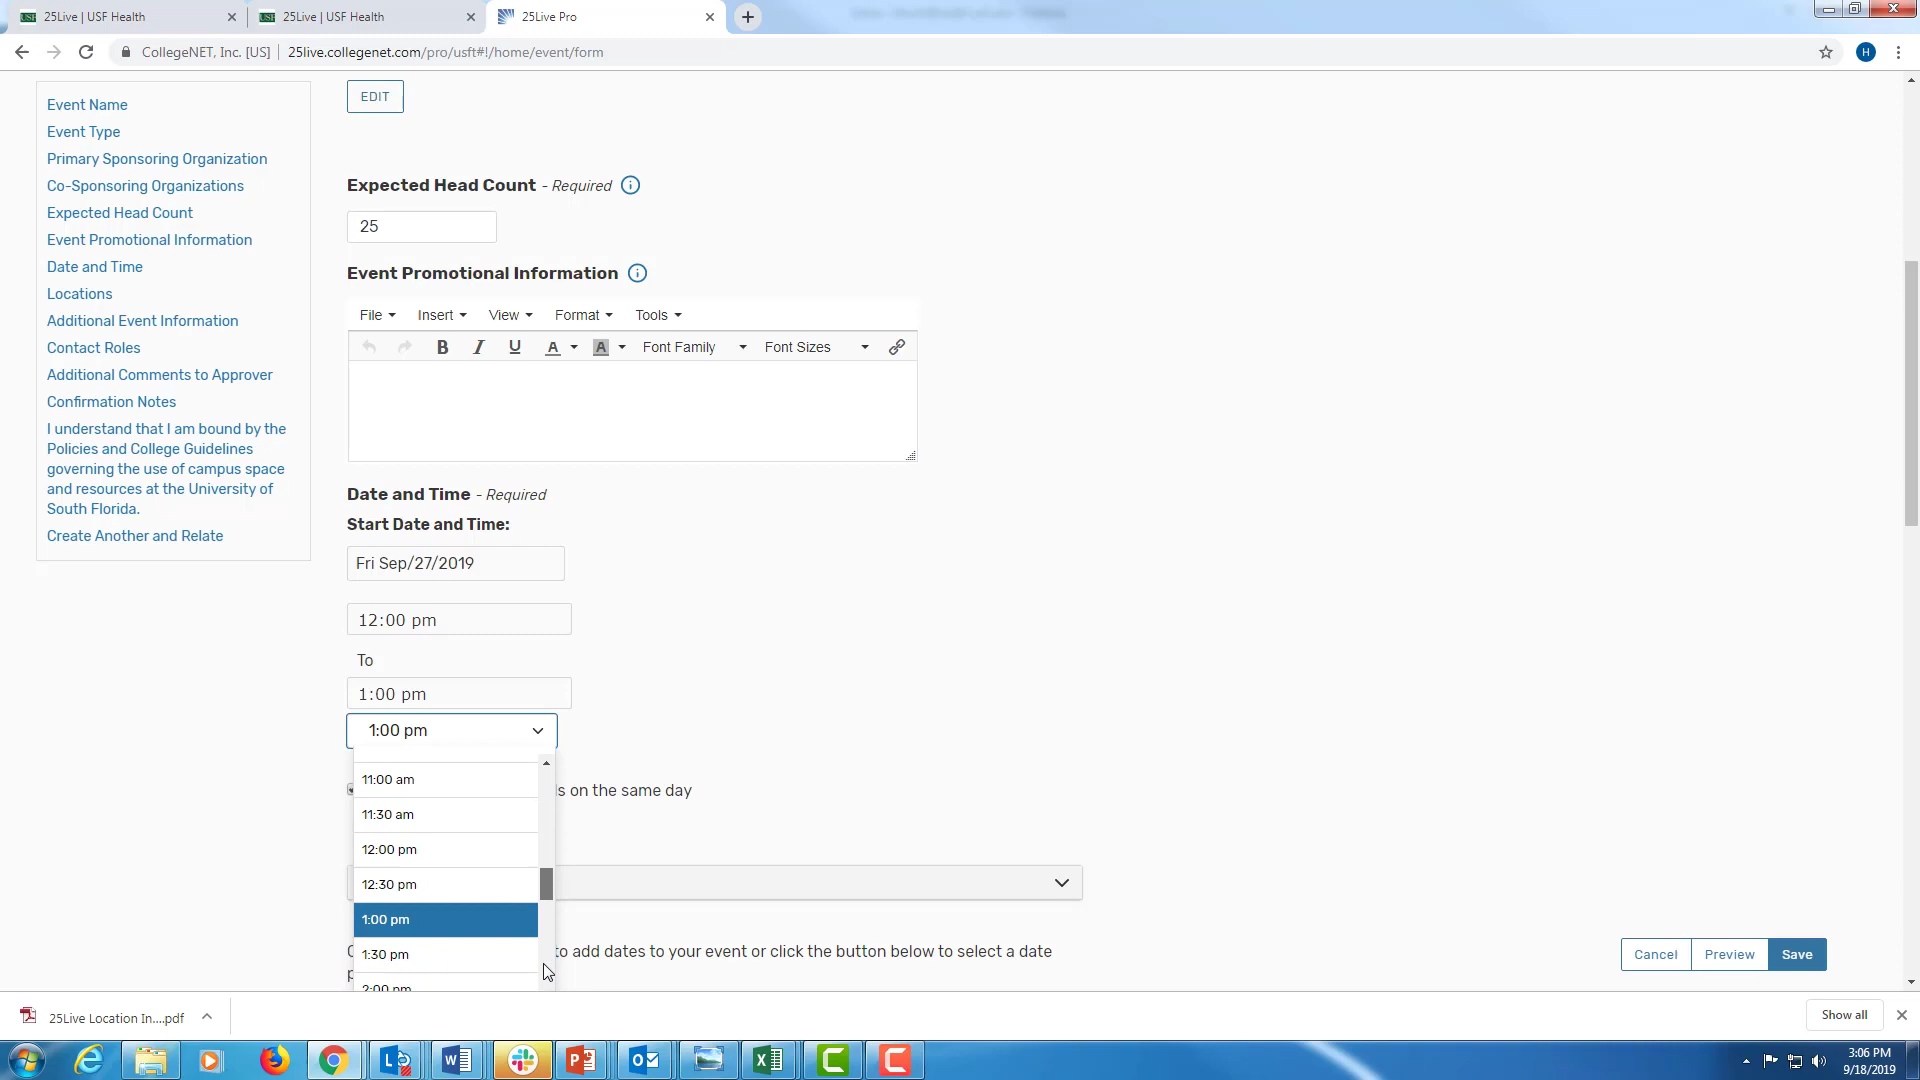 25Live | USF Health
25Live | USF Health
25Live Pro
CollegeNET, Inc. [US]
25live.collegenet.com/pro/usft#!/home/event/form
H
Event Name
Event Type
Primary Sponsoring Organization
Co-Sponsoring Organizations
Expected Head Count
Event Promotional Information
Date and Time
Locations
Additional Event Information
Contact Roles
Additional Comments to Approver
Confirmation Notes
I understand that I am bound by the
Policies and College Guidelines
governing the use of campus space
and resources at the University of
South Florida.
Create Another and Relate
EDIT
Expected Head Count - Required
25
Event Promotional Information
File Insert View Format Tools
B I U A A Font Family Font Sizes
Date and Time - Required
Start Date and Time:
Fri Sep/27/2019
12:00 pm
To
1:00 pm
1:00 pm
11:00 am
11:30 am
12:00 pm
12:30 pm
1:00 pm
1:30 pm
2:00 pm
s on the same day
to add dates to your event or click the button below to select a date
Cancel Preview Save
25Live Location In....pdf
Show all
3:06 PM
9/18/2019